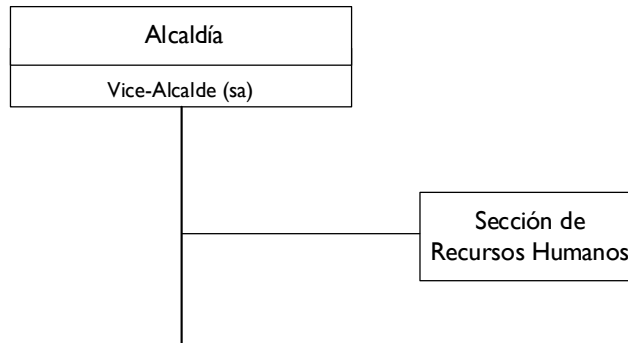 Alcaldía
Vice-Alcalde (sa)
Sección de
Recursos Humanos